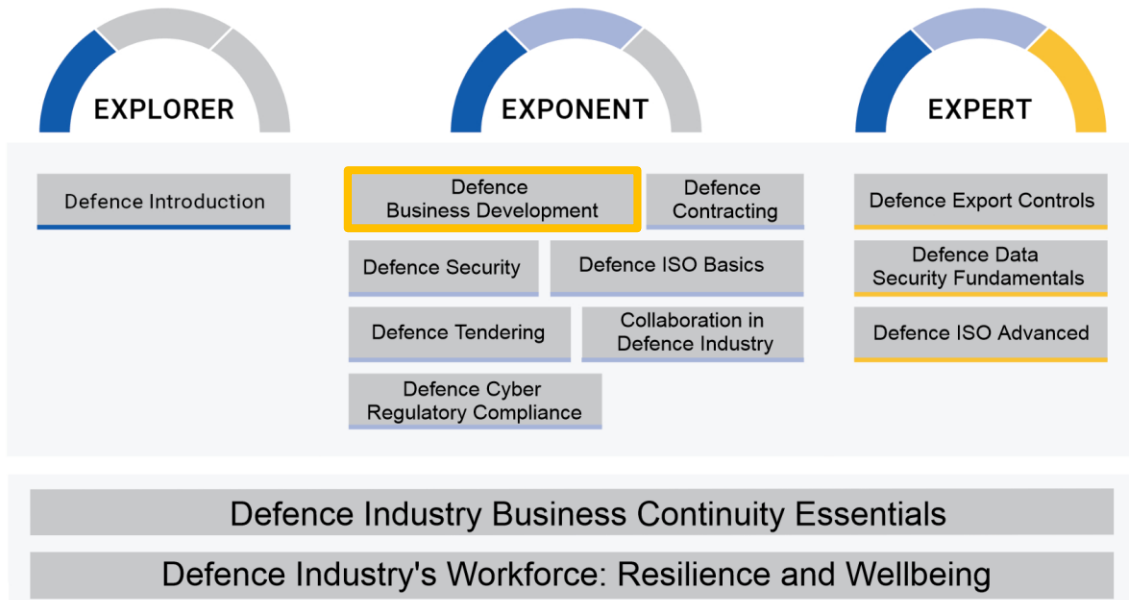 EXPLORER
EXPONENT
EXPERT
Defence Introduction
Defence
Business Development
Defence
Contracting
Defence Security
Defence ISO Basics
Defence Tendering
Collaboration in
Defence Industry
Defence Cyber
Regulatory Compliance
Defence Export Controls
Defence Data
Security Fundamentals
Defence ISO Advanced
Defence Industry Business Continuity Essentials
Defence Industry's Workforce: Resilience and Wellbeing